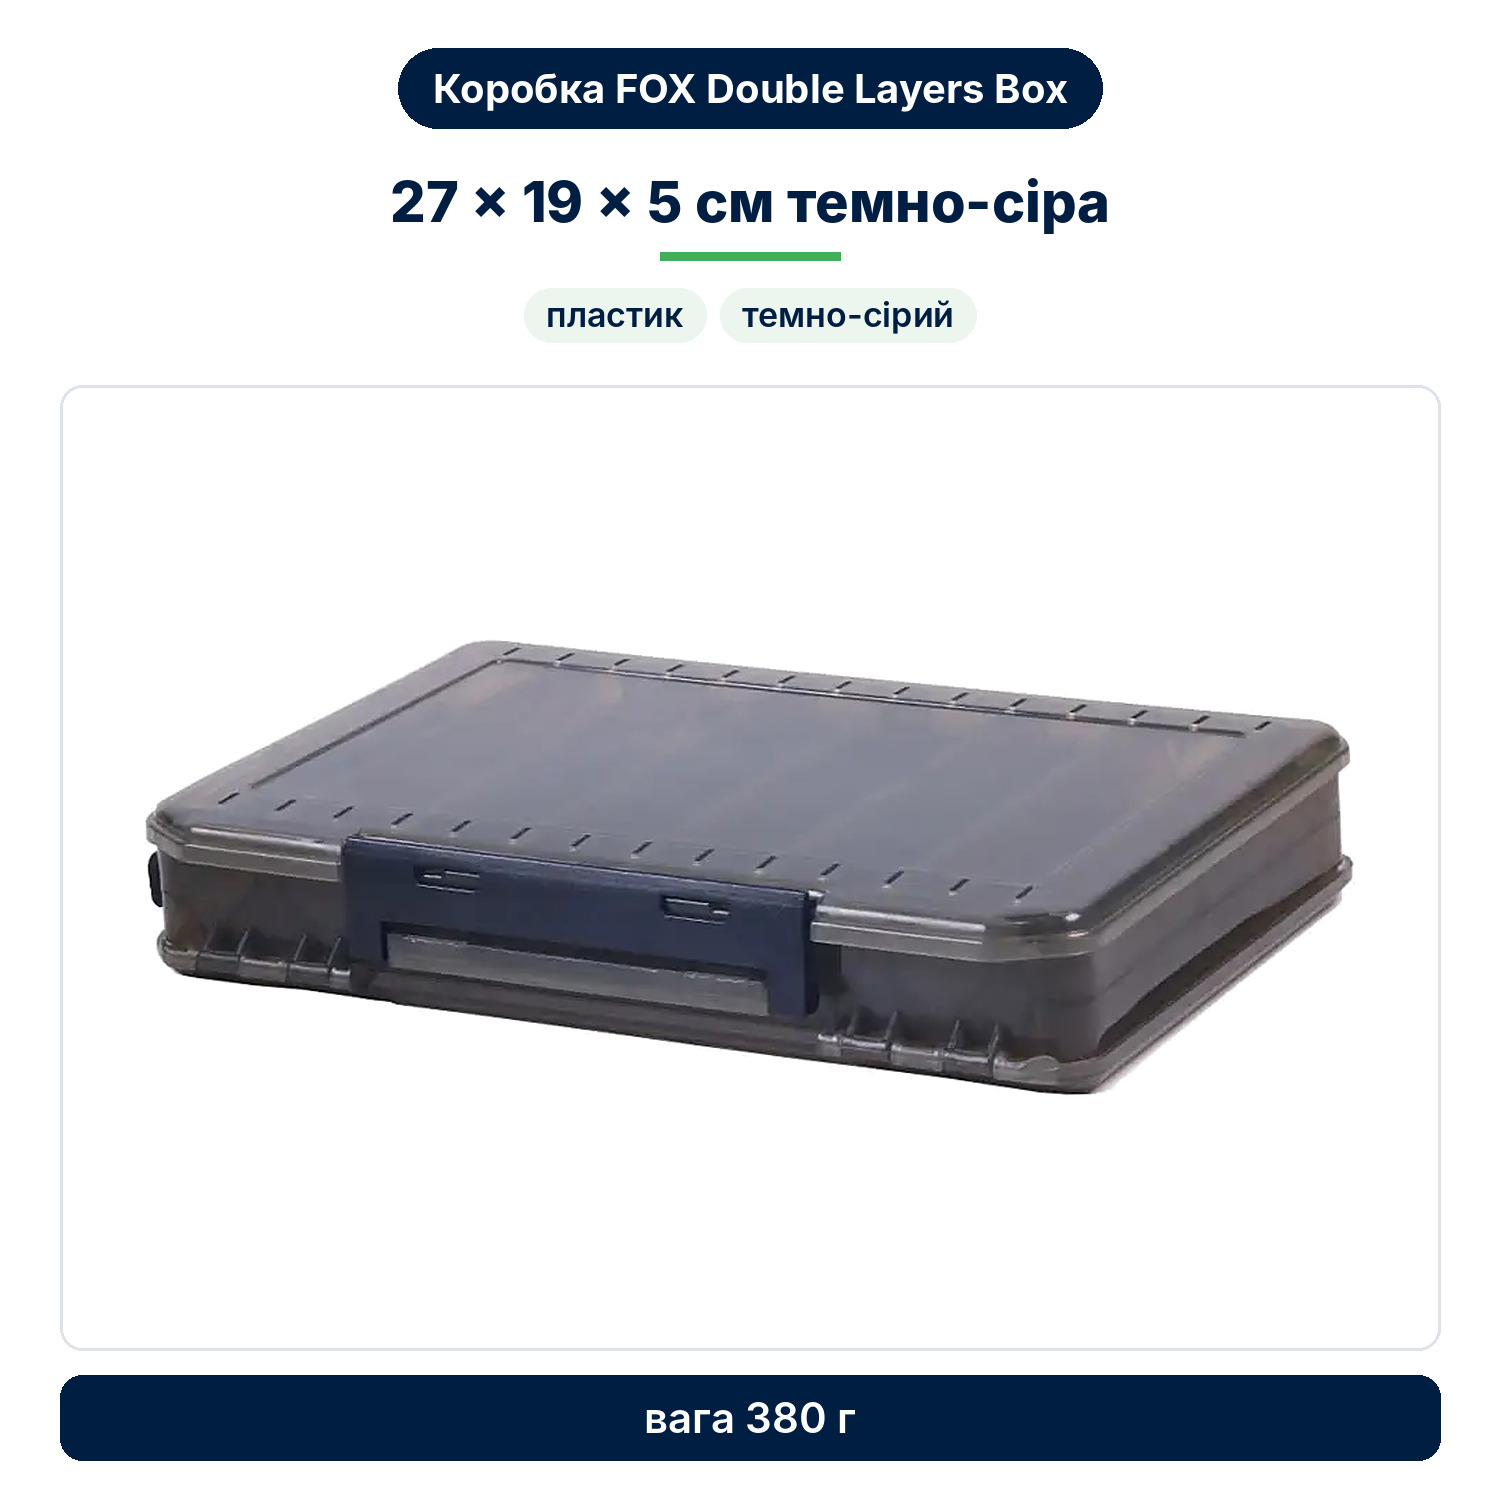 Коробка FOX Double Layers Box
27 × 19 × 5 см темно-сіра
пластик
темно-сірий
вага 380 г